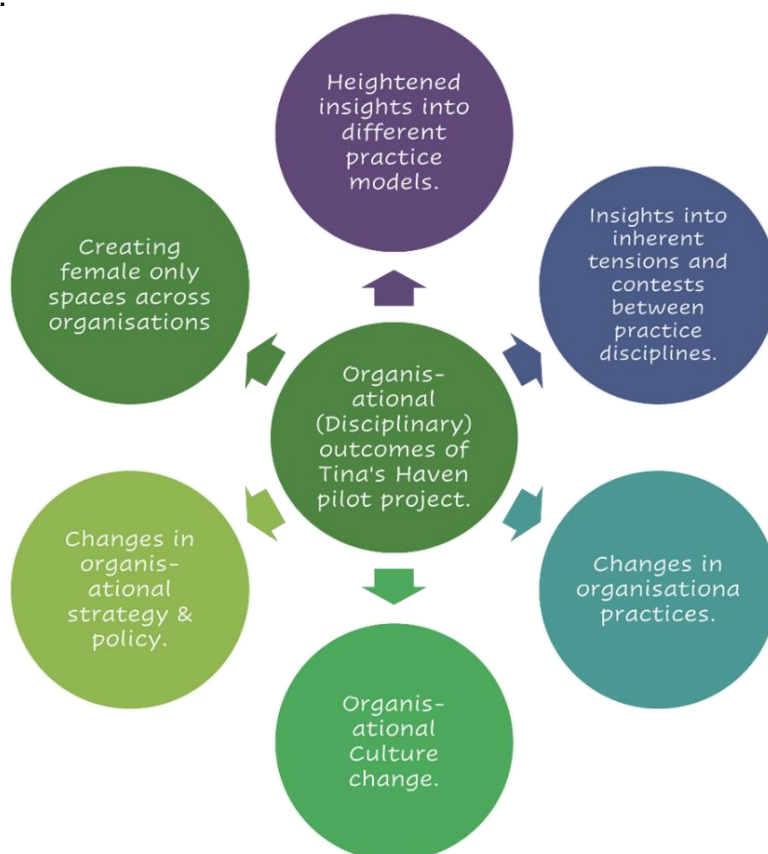 .
Heightened
insights into
different
practice
models.
Insights into
inherent
tensions and
contests
between
practice
disciplines.
Changes in
organisationa
practices.
Organis-
ational
Culture
change.
Changes in
organis-
ational
strategy &
policy.
Creating
female only
spaces across
organisations
Organis-
ational
(Disciplinary)
outcomes of
Tina's Haven
pilot project.